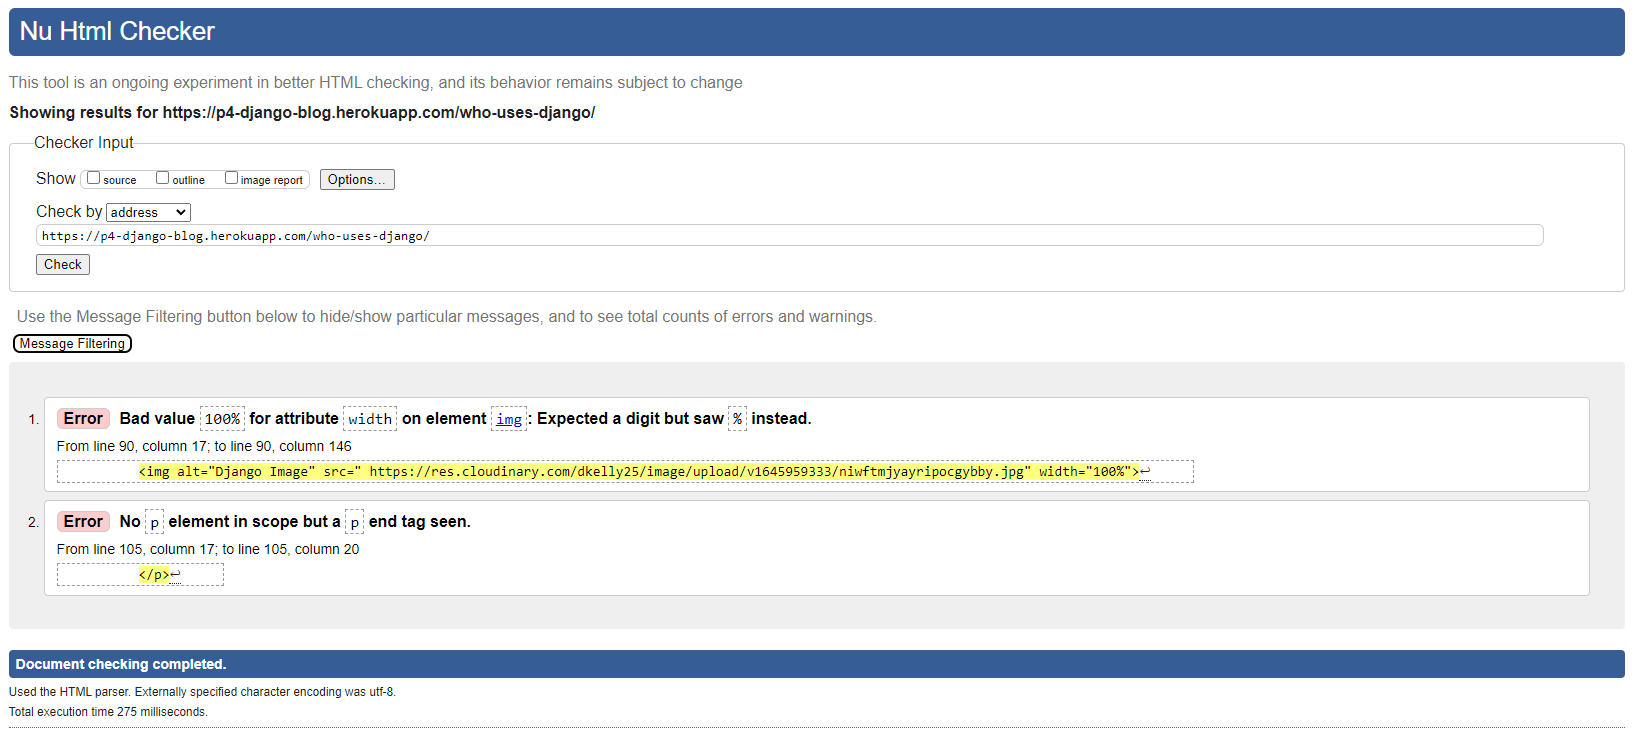 Nu Html Checker
This tool is an ongoing experiment in better HTML checking, and its behavior remains subject to change
Showing results for https://p4-django-blog.herokuapp.com/who-uses-django/
Checker Input
Show source outline image report Options...
Check by address
https://p4-django-blog.herokuapp.com/who-uses-django/
Check
Use the Message Filtering button below to hide/show particular messages, and to see total counts of errors and warnings.
Message Filtering
1. Error Bad value 100% for attribute width on element img: Expected a digit but saw % instead.
From line 90, column 17; to line 90, column 146
<img alt="Django Image" src=" https://res.cloudinary.com/dkelly25/image/upload/v1645959333/niwftmjyayripocgybby.jpg" width="100%">↩
2. Error No p element in scope but a p end tag seen.
From line 105, column 17; to line 105, column 20
</p>↩
Document checking completed.
Used the HTML parser. Externally specified character encoding was utf-8.
Total execution time 275 milliseconds.